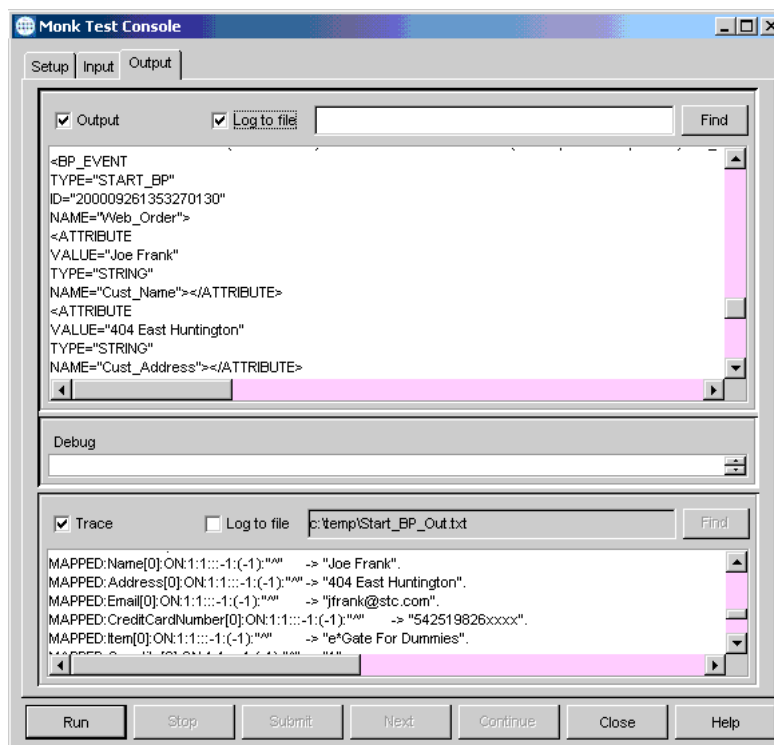 Monk Test Console
Setup Input Output
Output Log to file Find
<BP_EVENT
TYPE="START_BP"
ID="200009261353270130"
NAME="Web_Order">
<ATTRIBUTE
VALUE="Joe Frank"
TYPE="STRING"
NAME="Cust_Name"></ATTRIBUTE>
<ATTRIBUTE
VALUE="404 East Huntington"
TYPE="STRING"
NAME="Cust_Address"></ATTRIBUTE>
Debug
Trace Log to file c:\temp\Start_BP_Out.txt Find
MAPPED:Name[0]:ON:1:1:::-1:(-1):"^" -> "Joe Frank".
MAPPED:Address[0]:ON:1:1:::-1:(-1):"^" -> "404 East Huntington".
MAPPED:Email[0]:ON:1:1:::-1:(-1):"^" -> "jfrank@stc.com".
MAPPED:CreditCardNumber[0]:ON:1:1:::-1:(-1):"^" -> "542519826xxxx".
MAPPED:Item[0]:ON:1:1:::-1:(-1):"^" -> "e*Gate For Dummies".
Run Stop Submit Next Continue Close Help